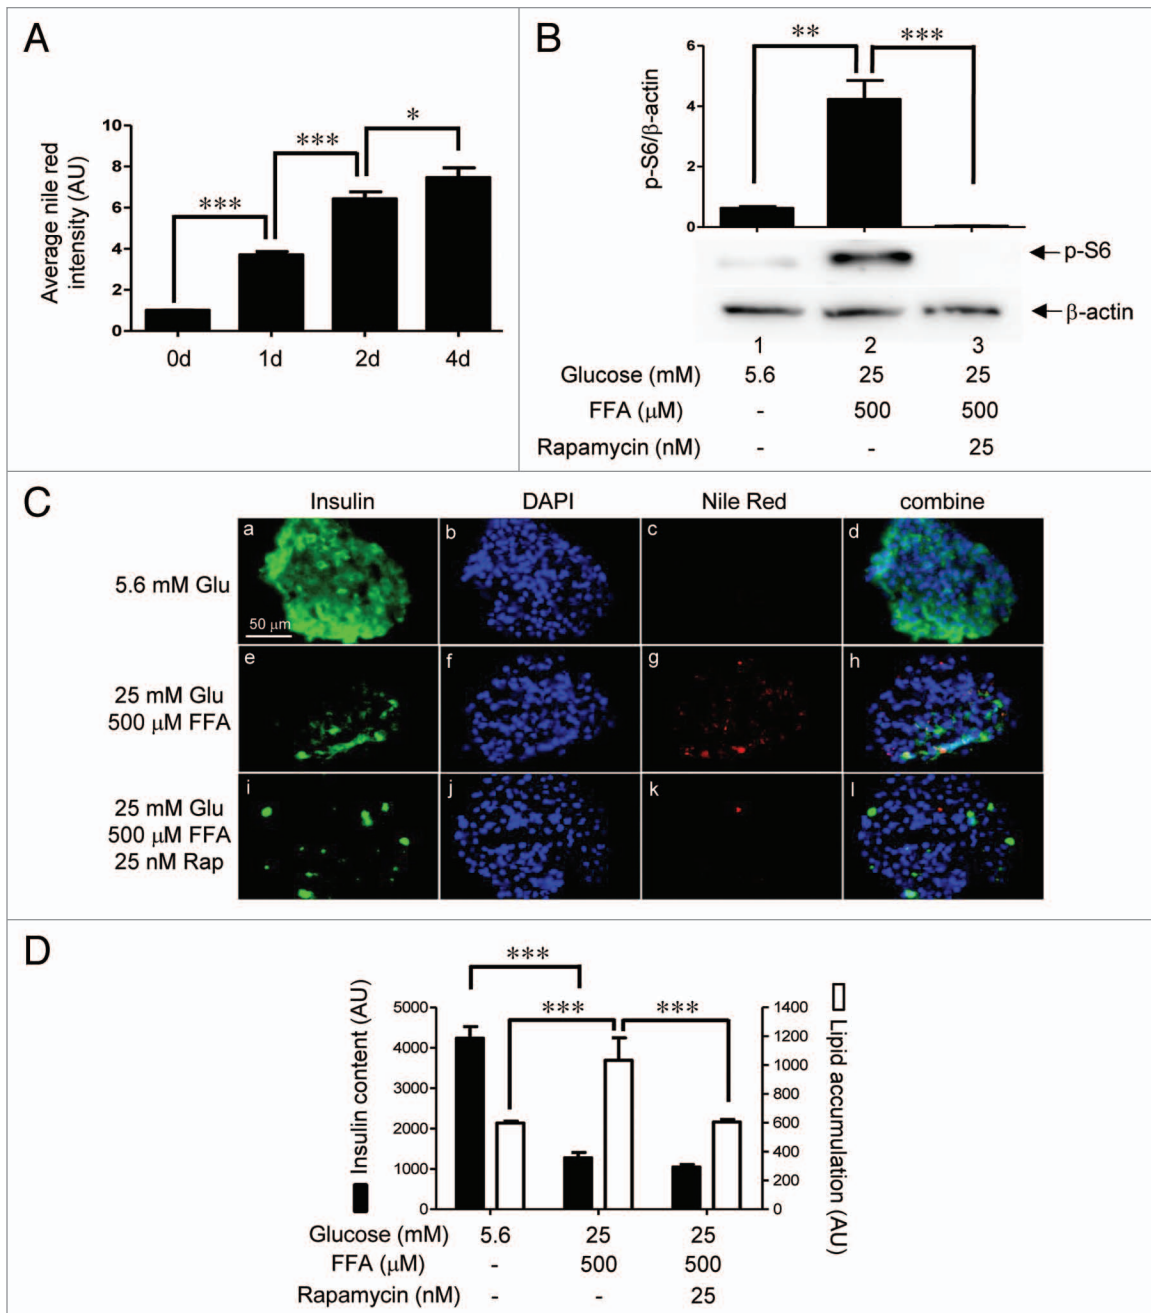 A
Average nile red
intensity (AU)
10
8
6
4
2
0
***
***
*
0d 1d 2d 4d
B
p-S6/β-actin
6
4
2
0
** ***
p-S6
β-actin
1 2 3
Glucose (mM) 5.6 25 25
FFA (μM) - 500 500
Rapamycin (nM) - - 25
C
Insulin DAPI Nile Red combine
5.6 mM Glu
a b c d
50 μm
25 mM Glu
500 μM FFA
e f g h
25 mM Glu
500 μM FFA
25 nM Rap
i j k l
D
Insulin content (AU)
5000
4000
3000
2000
1000
0
***
*** ***
1400
1200
1000
800
600
400
200
0
Lipid accumulation (AU)
Glucose (mM) 5.6 25 25
FFA (μM) - 500 500
Rapamycin (nM) - - 25